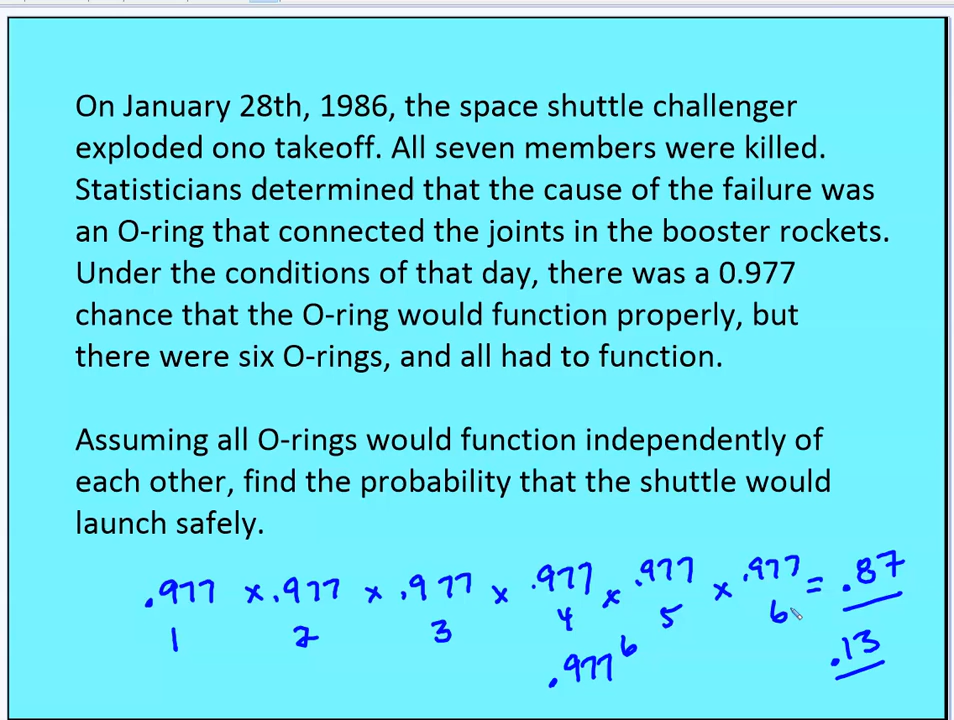 On January 28th, 1986, the space shuttle challenger
exploded ono takeoff. All seven members were killed.
Statisticians determined that the cause of the failure was
an O-ring that connected the joints in the booster rockets.
Under the conditions of that day, there was a 0.977
chance that the O-ring would function properly, but
there were six O-rings, and all had to function.
Assuming all O-rings would function independently of
each other, find the probability that the shuttle would
launch safely.
.977 x .977 x .977 x .977 x .977 x .977 = .87
1 2 3 4 5 6
.977⁶ .13